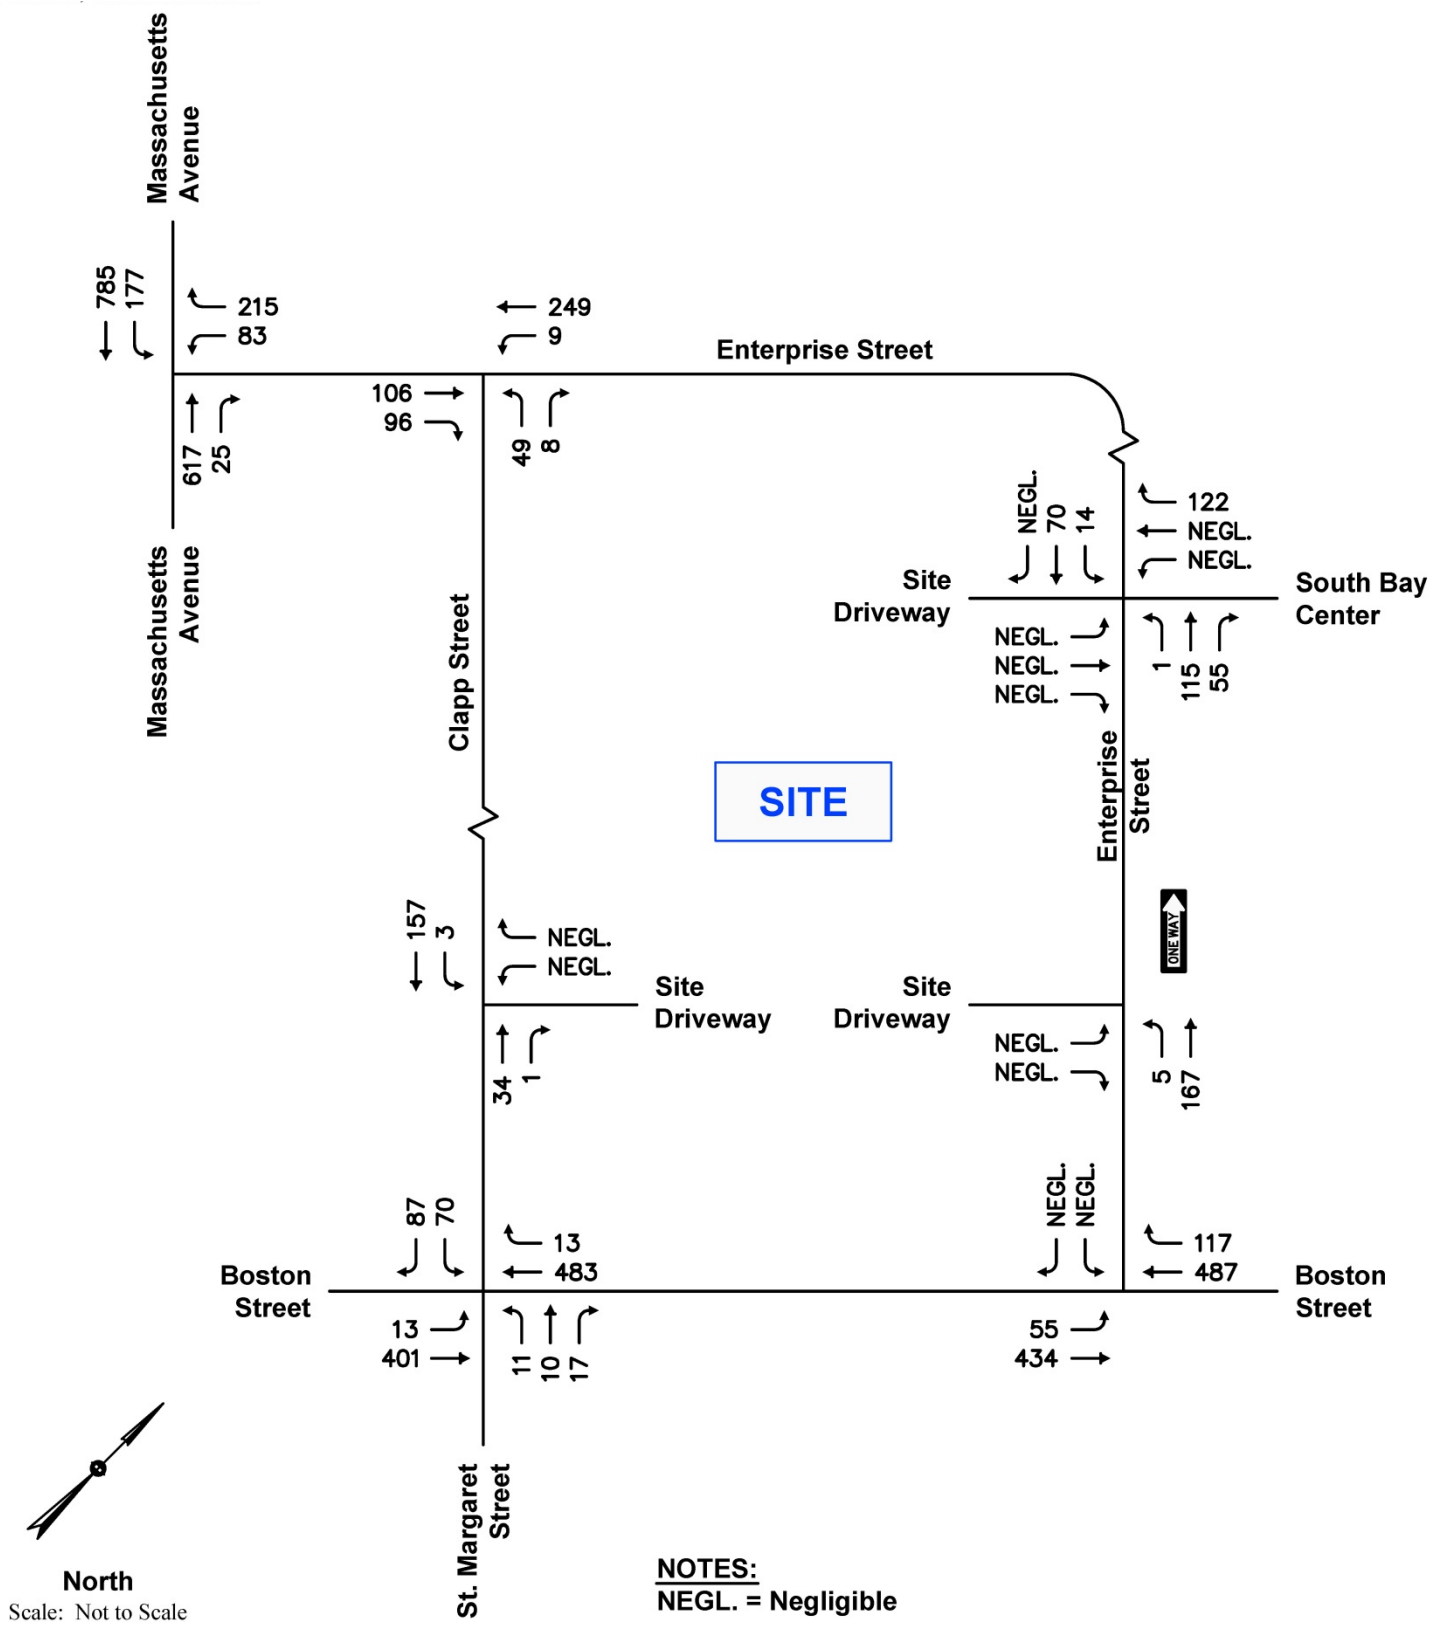 Massachusetts
Avenue
785
177
215
83
617
25
Massachusetts
Avenue
249
9
Enterprise Street
106
96
49
8
Clapp Street
NEGL.
70
14
122
NEGL.
NEGL.
Site
Driveway
South Bay
Center
NEGL.
NEGL.
NEGL.
1
115
55
SITE
Enterprise
Street
ONE WAY
157
3
NEGL.
NEGL.
Site
Driveway
34
1
Site
Driveway
NEGL.
NEGL.
5
167
87
70
13
483
Boston
Street
13
401
11
10
17
NEGL.
NEGL.
117
487
Boston
Street
55
434
St. Margaret
Street
North
Scale: Not to Scale
NOTES:
NEGL. = Negligible